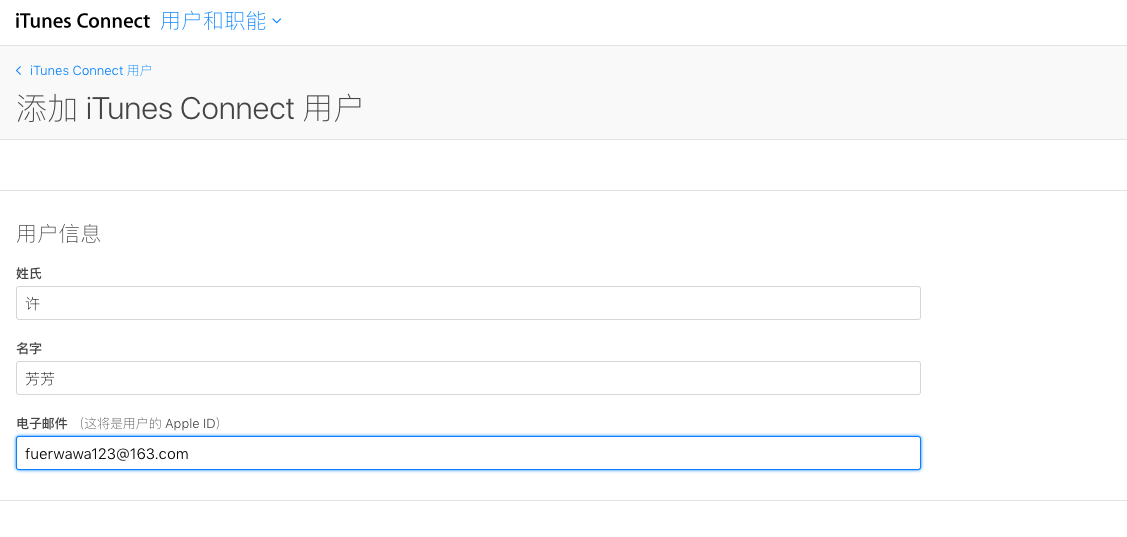 iTunes Connect 用户和职能
iTunes Connect 用户
添加 iTunes Connect 用户
用户信息
姓氏
许
名字
芳芳
电子邮件 (这将是用户的 Apple ID)
fuerwawa123@163.com